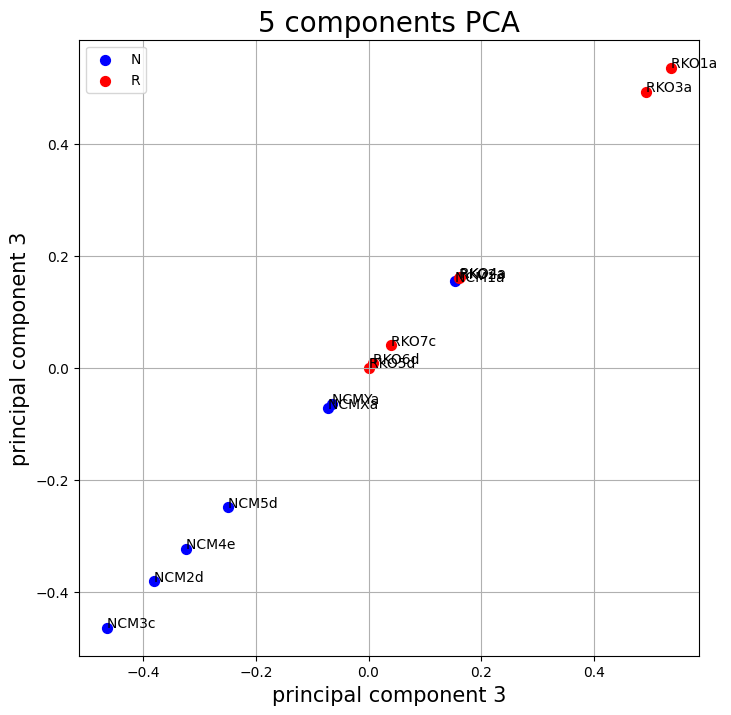 5 components PCA
N
R
RKO1a
RKO3a
NCM1a
RKO7c
RKO6d
RKO5d
NCMYa
NCMXa
NCM5d
NCM4e
NCM2d
NCM3c
0.4
0.2
0.0
−0.2
−0.4
−0.4
−0.2
0.0
0.2
0.4
principal component 3
principal component 3